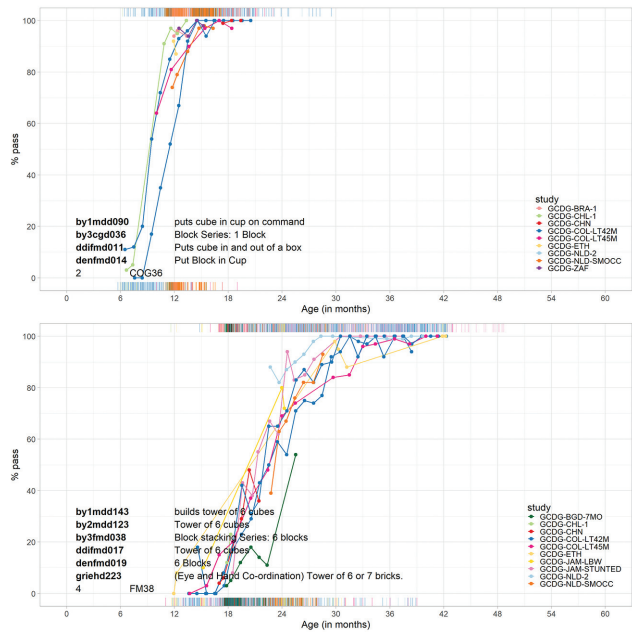 100
80
60
40
20
0
% pass
by1mdd090 puts cube in cup on command
by3cgd036 Block Series: 1 Block
ddifmd011 Puts cube in and out of a box
denfmd014 Put Block in Cup
2 COG36
study
GCDG-BRA-1
GCDG-CHL-1
GCDG-CHN
GCDG-COL-LT42M
GCDG-COL-LT45M
GCDG-ETH
GCDG-NLD-2
GCDG-NLD-SMOCC
GCDG-ZAF
0 6 12 18 24 30 36 42 48 54 60
Age (in months)
100
80
60
40
20
0
% pass
by1mdd143 builds tower of 6 cubes
by2mdd123 Tower of 6 cubes
by3fmd038 Block stacking Series: 6 blocks
ddifmd017 Tower of 6 cubes
denfmd019 6 Blocks
griehd223 (Eye and Hand Co-ordination) Tower of 6 or 7 bricks.
4 FM38
study
GCDG-BGD-7MO
GCDG-CHL-1
GCDG-CHN
GCDG-COL-LT42M
GCDG-COL-LT45M
GCDG-ETH
GCDG-JAM-LBW
GCDG-JAM-STUNTED
GCDG-NLD-2
GCDG-NLD-SMOCC
0 6 12 18 24 30 36 42 48 54 60
Age (in months)